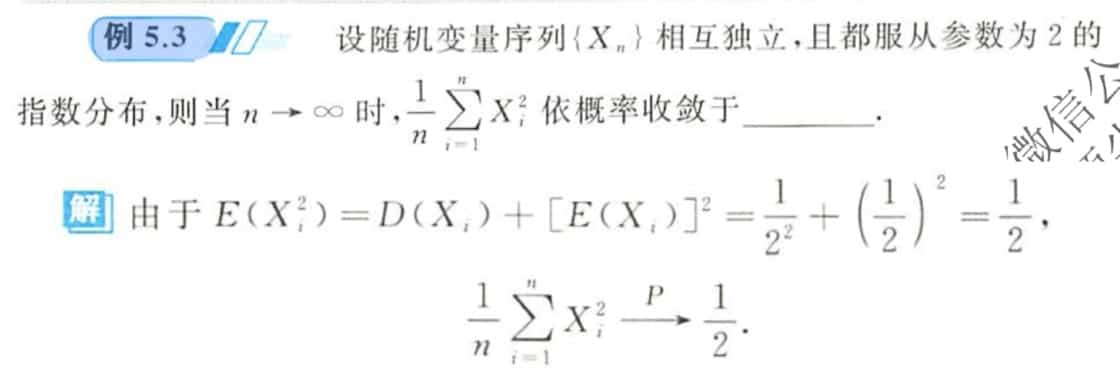 例 5.3 设随机变量序列{Xₙ}相互独立,且都服从参数为 2 的
指数分布,则当 n → ∞ 时,$\frac{1}{n}\sum_{i=1}^{n}X_i^2$ 依概率收敛于________.
微信公
解 由于 $E(X_i^2)=D(X_i)+[E(X_i)]^2=\frac{1}{2^2}+\left(\frac{1}{2}\right)^2=\frac{1}{2}$,
$\frac{1}{n}\sum_{i=1}^{n}X_i^2\xrightarrow{P}\frac{1}{2}$.